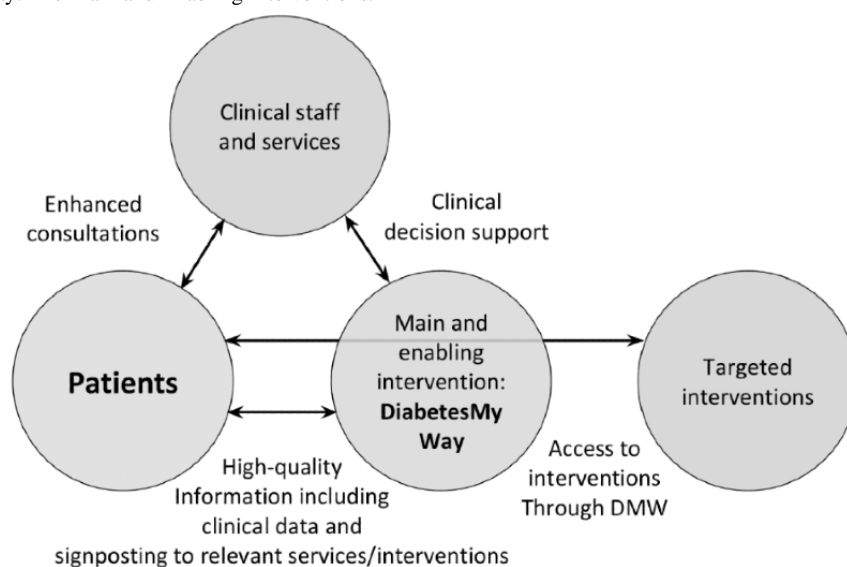 Clinical staff
and services
Enhanced
consultations
Clinical
decision support
Patients
Main and
enabling
intervention:
DiabetesMy
Way
Targeted
interventions
High-quality
Information including
clinical data and
signposting to relevant services/interventions
Access to
interventions
Through DMW